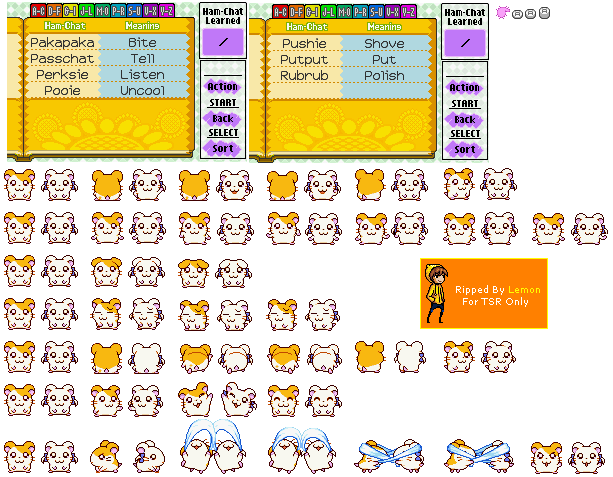 A-C D-F G-I J-L M-O P-R S-U V-X Y-Z
Ham-Chat Meaning
Pakapaka Bite
Passchat Tell
Perksie Listen
Pooie Uncool
Ham-Chat
Learned
/
Action
START
Back
SELECT
Sort
A-C D-F G-I J-L M-O P-R S-U V-X Y-Z
Ham-Chat Meaning
Pushie Shove
Putput Put
Rubrub Polish
Ham-Chat
Learned
/
Action
START
Back
SELECT
Sort
Ripped By Lemon
For TSR Only